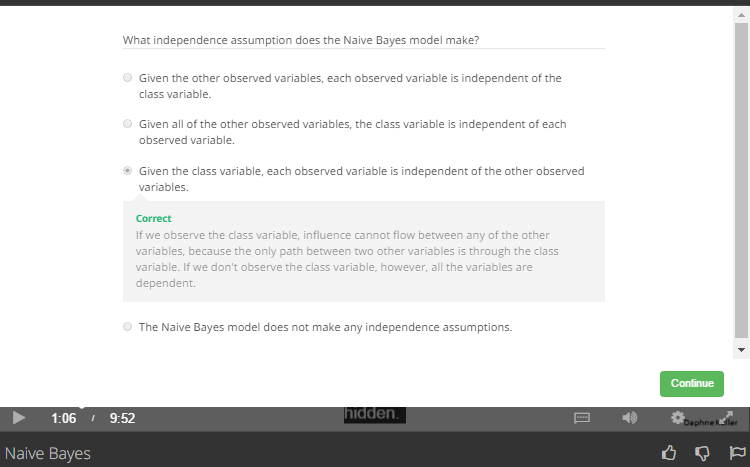 What independence assumption does the Naive Bayes model make?
Given the other observed variables, each observed variable is independent of the
class variable.
Given all of the other observed variables, the class variable is independent of each
observed variable.
Given the class variable, each observed variable is independent of the other observed
variables.
Correct
If we observe the class variable, influence cannot flow between any of the other
variables, because the only path between two other variables is through the class
variable. If we don't observe the class variable, however, all the variables are
dependent.
The Naive Bayes model does not make any independence assumptions.
Continue
1:06 / 9:52
hidden.
Daphne Koller
Naive Bayes